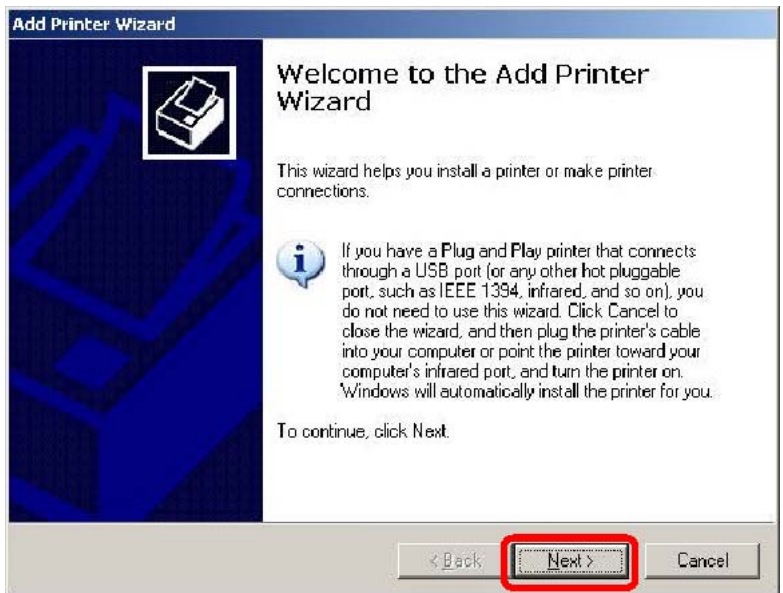 Add Printer Wizard
Welcome to the Add Printer
Wizard
This wizard helps you install a printer or make printer
connections.
If you have a Plug and Play printer that connects
through a USB port (or any other hot pluggable
port, such as IEEE 1394, infrared, and so on), you
do not need to use this wizard. Click Cancel to
close the wizard, and then plug the printer's cable
into your computer or point the printer toward your
computer's infrared port, and turn the printer on.
Windows will automatically install the printer for you.
To continue, click Next.
< Back Next > Cancel